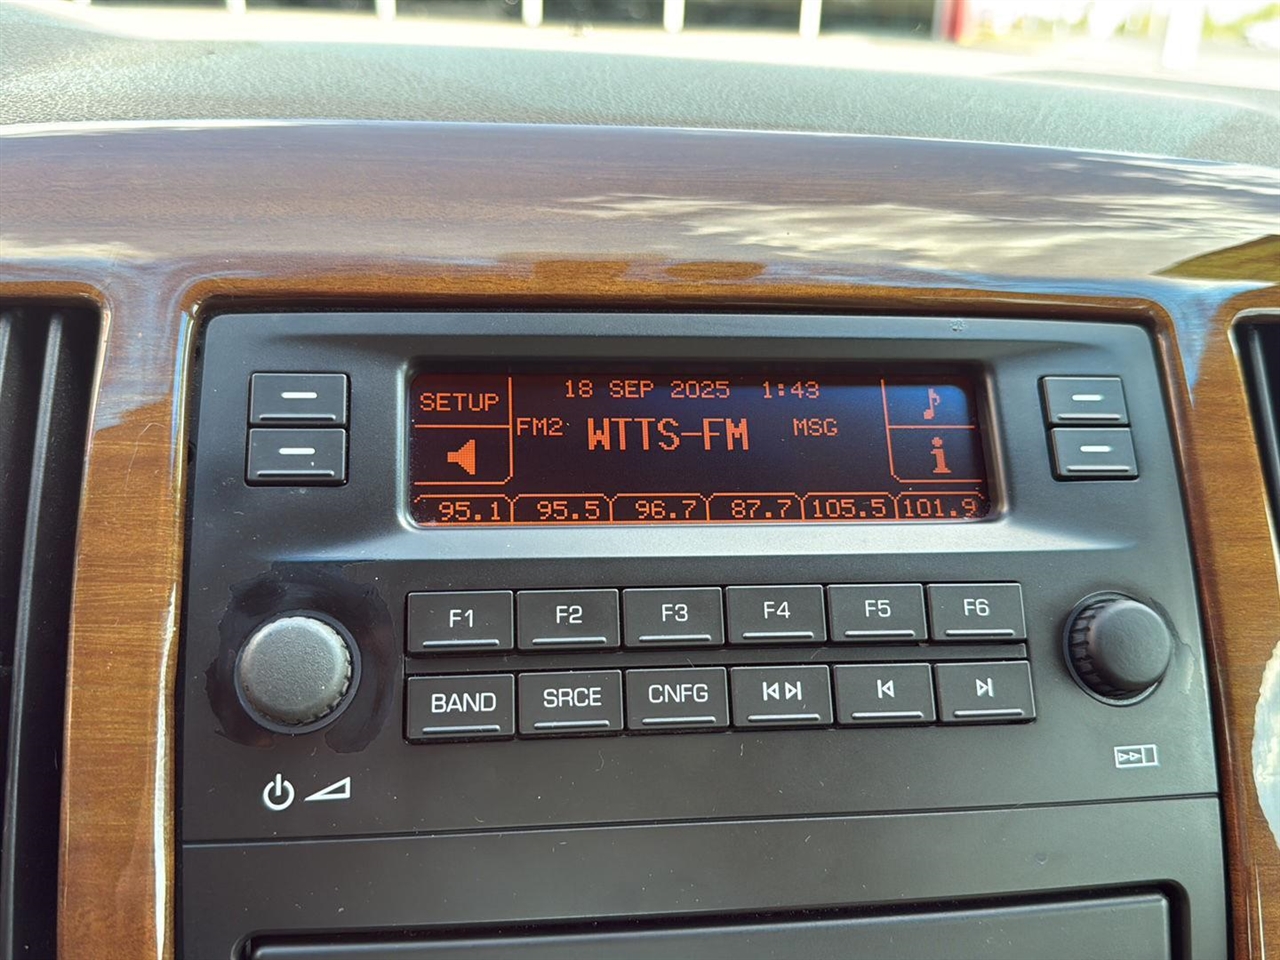 SETUP 18 SEP 2025 1:43
FM2 WTTS-FM MSG
i
95.1 95.5 96.7 87.7 105.5 101.9
F1 F2 F3 F4 F5 F6
BAND SRCE CNFG